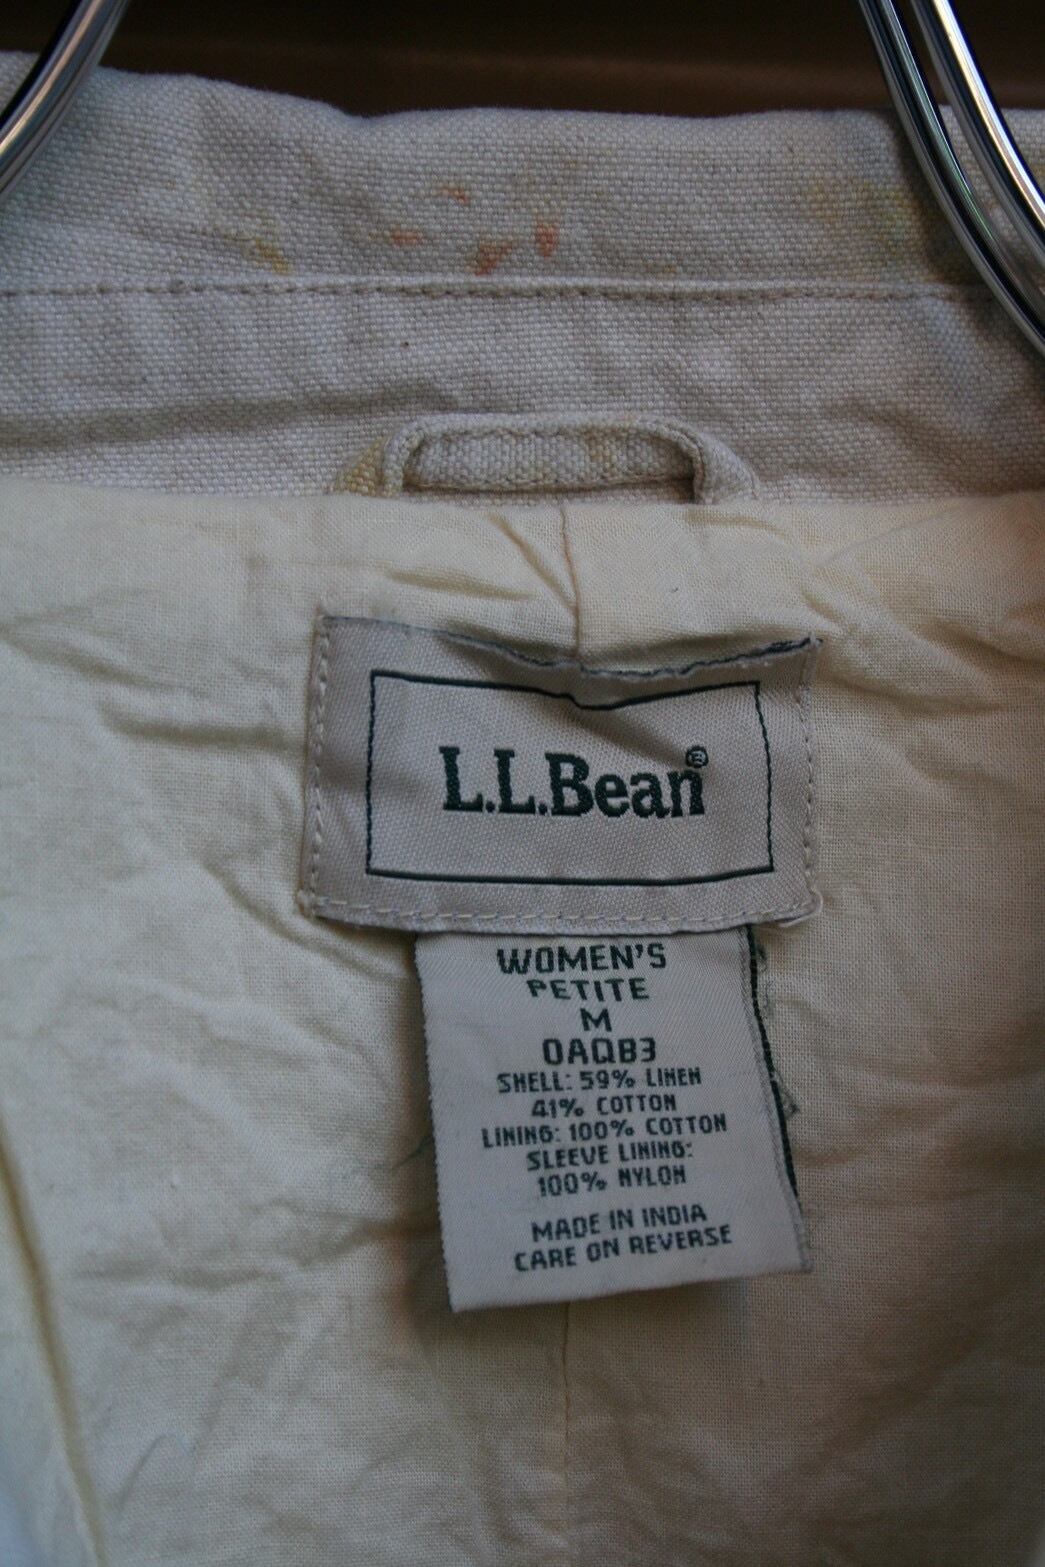 L.L.Bean®
WOMEN'S
PETITE
M
0AQB3
SHELL: 59% LINEN
41% COTTON
LINING: 100% COTTON
SLEEVE LINING:
100% NYLON
MADE IN INDIA
CARE ON REVERSE